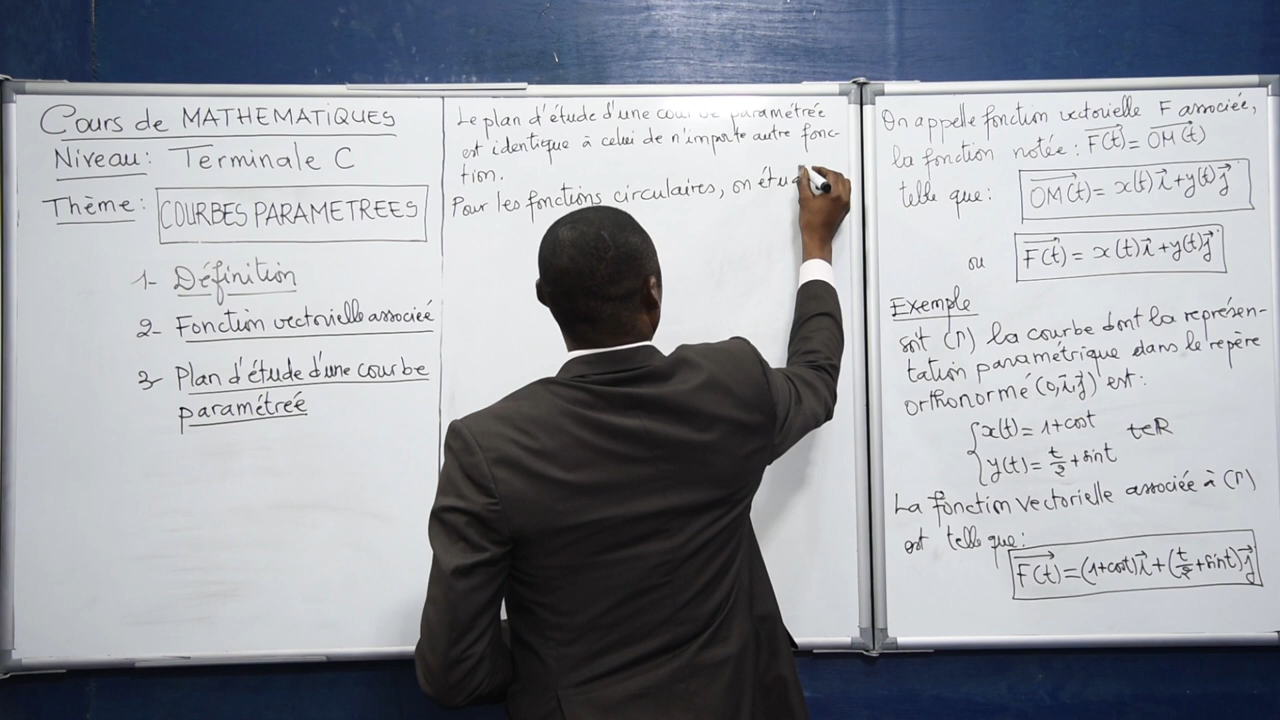 Cours de MATHEMATIQUES
Niveau: Terminale C
Thème: COURBES PARAMETREES
1- Définition
2- Fonction vectorielle associée
3- Plan d'étude d'une courbe
paramétrée
Le plan d'étude d'une courbe paramétrée
est identique à celui de n'importe autre fonc-
tion.
Pour les fonctions circulaires, on étu
On appelle fonction vectorielle F associée,
la fonction notée: F(t) = OM(t)
telle que: OM(t) = x(t)i + y(t)j
ou F(t) = x(t)i + y(t)j
Exemple
soit (Γ) la courbe dont la représen-
tation paramétrique dans le repère
orthonormé (O,i,j) est:
{x(t) = 1+cost t∈R
{y(t) = t/2 + sint
La fonction vectorielle associée à (Γ)
est telle que:
F(t) = (1+cost)i + (t/2 + sint)j